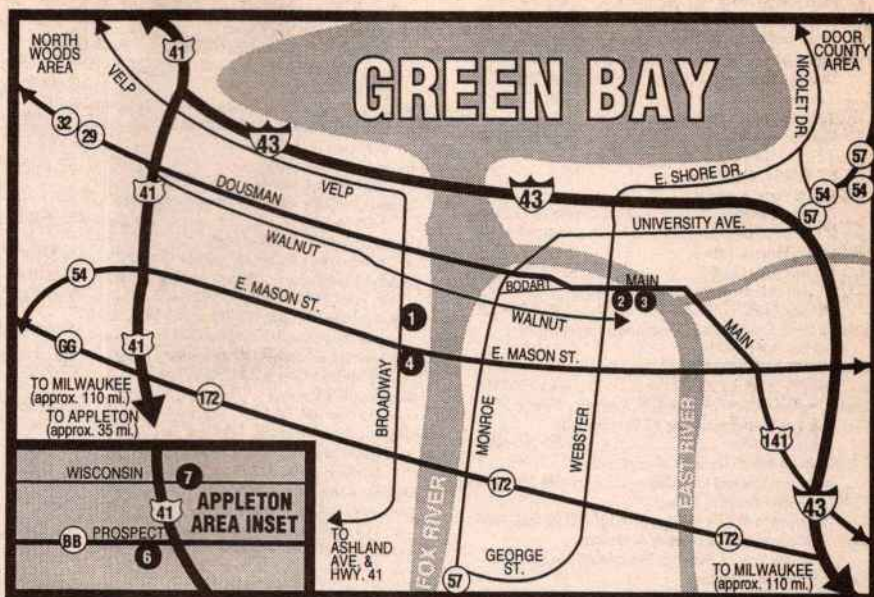 NORTH
WOODS
AREA
41
VELP
GREEN BAY
DOOR
COUNTY
AREA
NICOLET DR.
32
29
43
41
DOUSMAN
VELP
43
E. SHORE DR.
57
54
54
57
UNIVERSITY AVE.
WALNUT
54
E. MASON ST.
BODART
MAIN
2
3
1
WALNUT
MAIN
GG
41
4
E. MASON ST.
TO MILWAUKEE
(approx. 110 mi.)
TO APPLETON
(approx. 35 mi.)
172
BROADWAY
MONROE
WEBSTER
EAST RIVER
141
WISCONSIN
7
41
APPLETON
AREA INSET
BB
PROSPECT
6
172
43
FOX RIVER
TO
ASHLAND
AVE. &
HWY. 41
57
GEORGE
ST.
172
TO MILWAUKEE
(approx. 110 mi.)